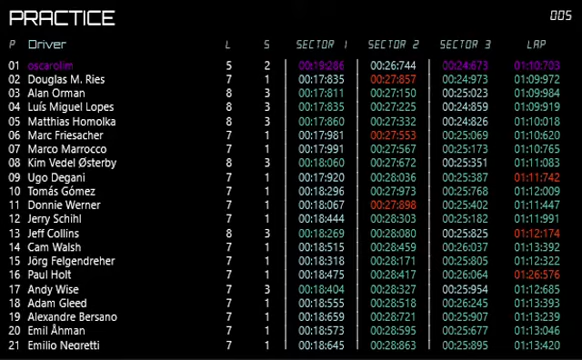 PRACTICE 005
P Driver L S SECTOR 1 SECTOR 2 SECTOR 3 LAP
01 oscarolim 5 2 00:19:286 00:26:744 00:24:673 01:10:703
02 Douglas M. Ries 7 1 00:17:835 00:27:857 00:24:973 01:09:972
03 Alan Orman 8 3 00:17:811 00:27:150 00:25:023 01:09:984
04 Luís Miguel Lopes 8 3 00:17:835 00:27:225 00:24:859 01:09:919
05 Matthias Homolka 8 3 00:17:860 00:27:332 00:24:826 01:10:018
06 Marc Friesacher 7 1 00:17:981 00:27:553 00:25:069 01:10:620
07 Marco Marrocco 7 1 00:17:991 00:27:567 00:25:173 01:10:765
08 Kim Vedel Østerby 8 3 00:18:060 00:27:672 00:25:351 01:11:083
09 Ugo Degani 7 1 00:17:920 00:28:036 00:25:387 01:11:742
10 Tomás Gómez 7 1 00:18:296 00:27:973 00:25:768 01:12:009
11 Donnie Werner 7 1 00:18:067 00:27:898 00:25:402 01:11:447
12 Jerry Schihl 7 1 00:18:444 00:28:303 00:25:182 01:11:991
13 Jeff Collins 8 3 00:18:269 00:28:080 00:25:825 01:12:174
14 Cam Walsh 7 1 00:18:515 00:28:459 00:26:037 01:13:392
15 Jörg Felgendreher 7 1 00:18:318 00:28:171 00:25:805 01:12:322
16 Paul Holt 7 1 00:18:475 00:28:417 00:26:064 01:26:576
17 Andy Wise 7 3 00:18:404 00:28:327 00:25:954 01:12:685
18 Adam Gleed 7 1 00:18:555 00:28:518 00:26:245 01:13:393
19 Alexandre Bersano 7 1 00:18:659 00:28:721 00:25:907 01:13:239
20 Emil Åhman 7 1 00:18:573 00:28:595 00:25:677 01:13:046
21 Emilio Negretti 7 1 00:18:645 00:28:863 00:25:895 01:13:420